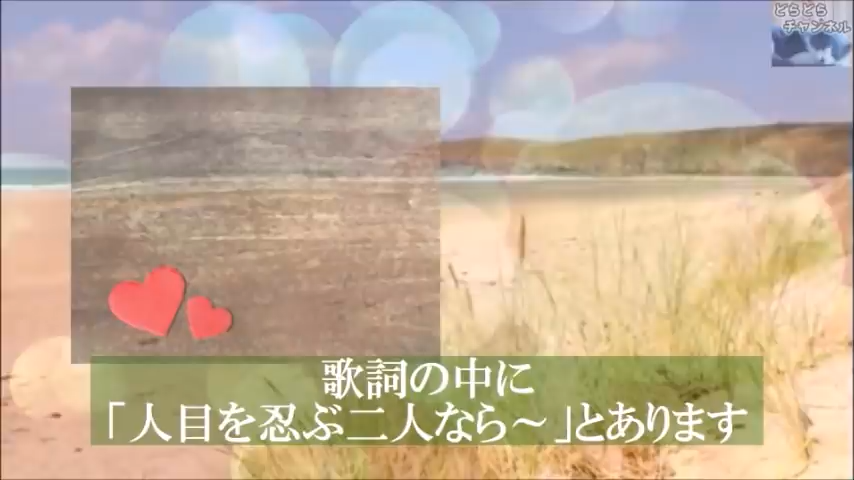 どらどら
チャンネル
歌詞の中に
「人目を忍ぶ二人なら～」とあります